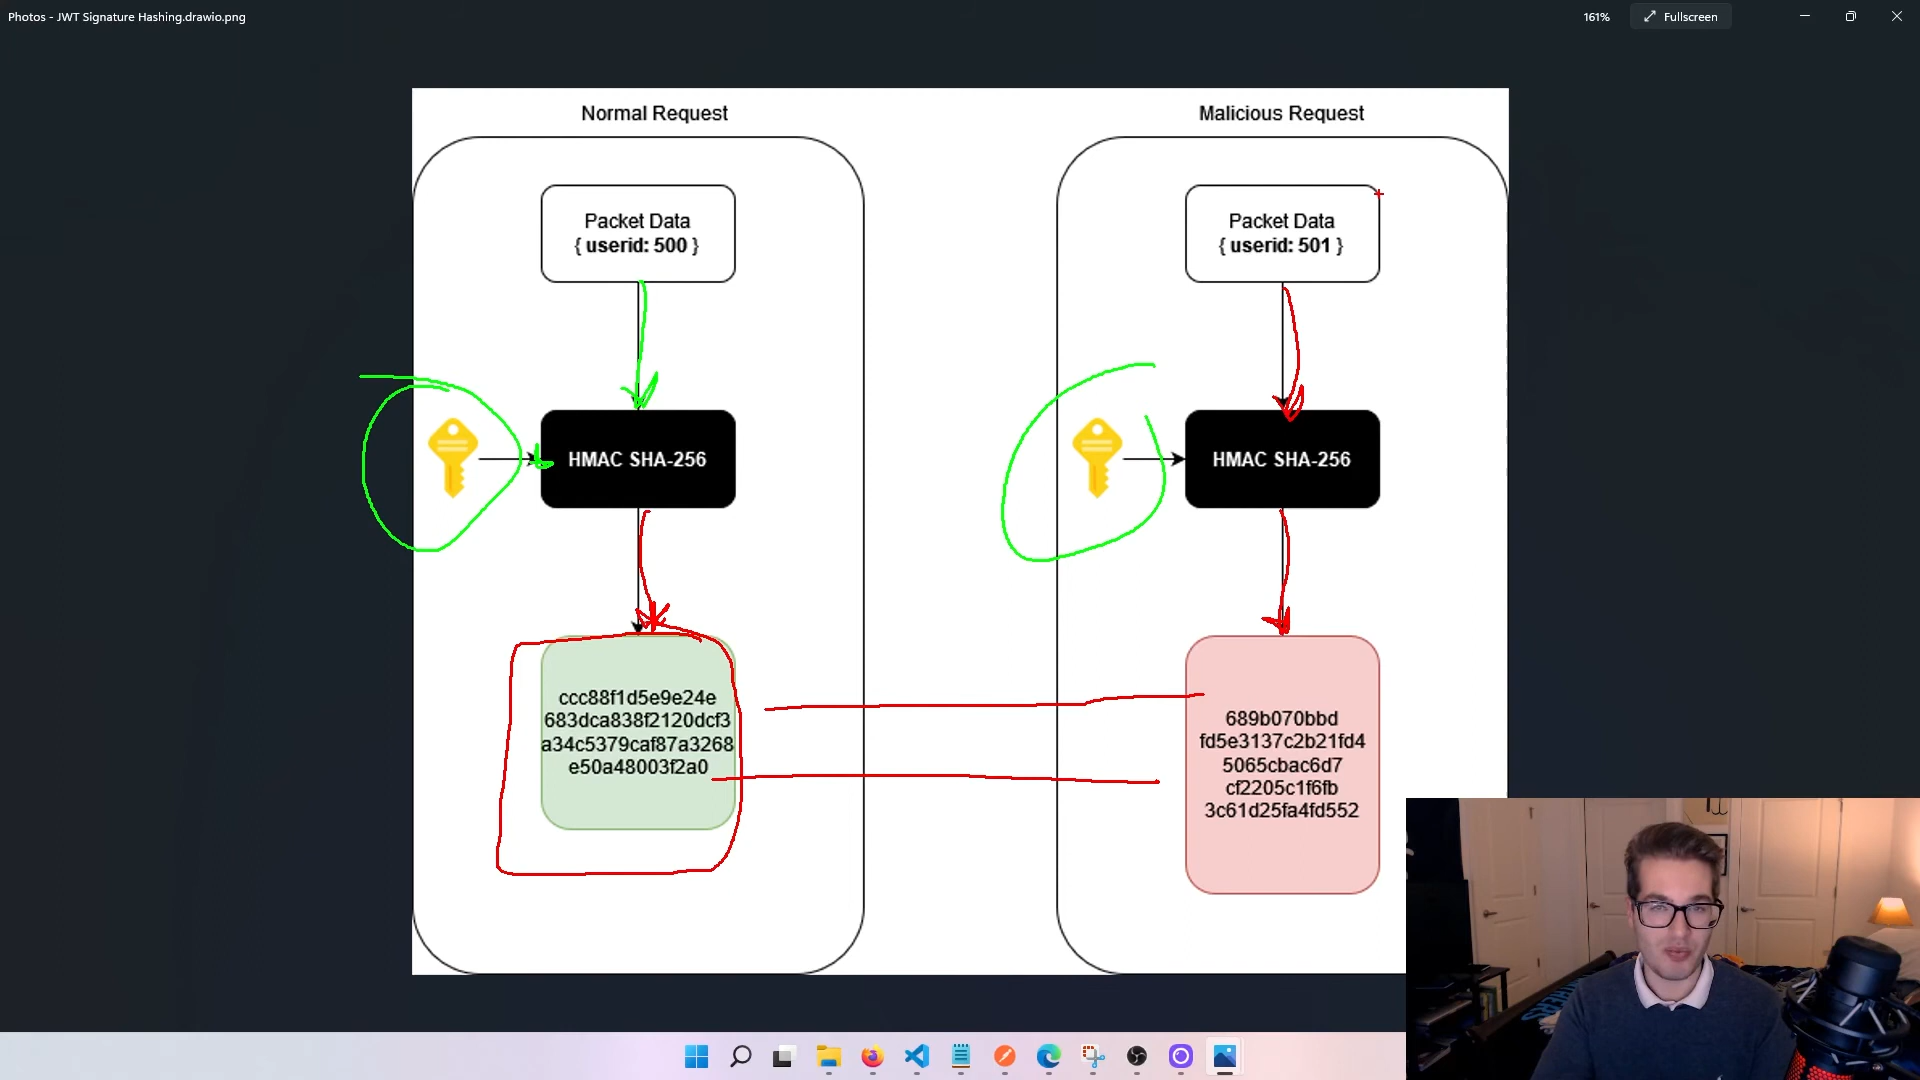 Photos - JWT Signature Hashing.drawio.png
161%
Fullscreen
Normal Request
Packet Data
{ userid: 500 }
HMAC SHA-256
ccc88f1d5e9e24e
683dca838f2120dcf3
a34c5379caf87a3268
e50a48003f2a0
Malicious Request
Packet Data
{ userid: 501 }
HMAC SHA-256
689b070bbd
fd5e3137c2b21fd4
5065cbac6d7
cf2205c1f6fb
3c61d25fa4fd552